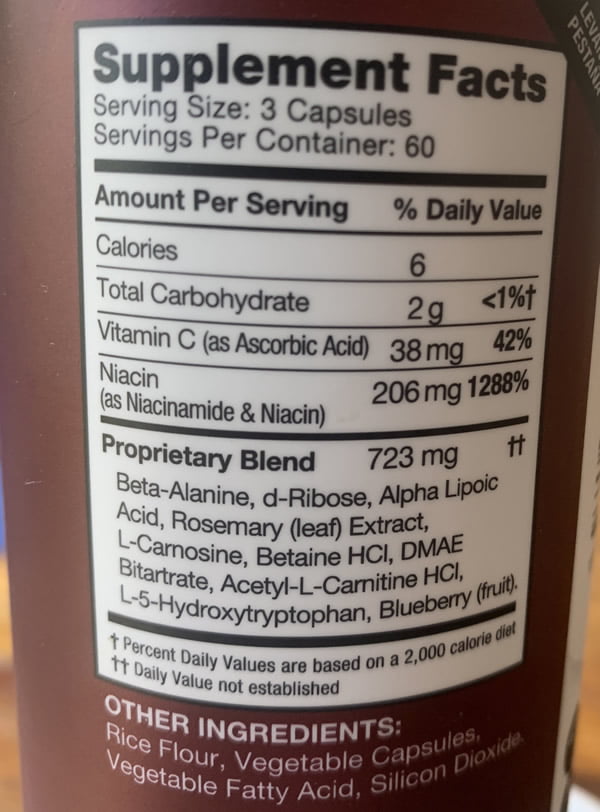 LEVAT
PESTANA
Supplement Facts
Serving Size: 3 Capsules
Servings Per Container: 60
Amount Per Serving % Daily Value
Calories 6
Total Carbohydrate 2g <1%†
Vitamin C (as Ascorbic Acid) 38mg 42%
Niacin
(as Niacinamide & Niacin) 206mg 1288%
Proprietary Blend 723 mg ††
Beta-Alanine, d-Ribose, Alpha Lipoic
Acid, Rosemary (leaf) Extract,
L-Carnosine, Betaine HCl, DMAE
Bitartrate, Acetyl-L-Carnitine HCl,
L-5-Hydroxytryptophan, Blueberry (fruit).
† Percent Daily Values are based on a 2,000 calorie diet
†† Daily Value not established
OTHER INGREDIENTS:
Rice Flour, Vegetable Capsules,
Vegetable Fatty Acid, Silicon Dioxide.